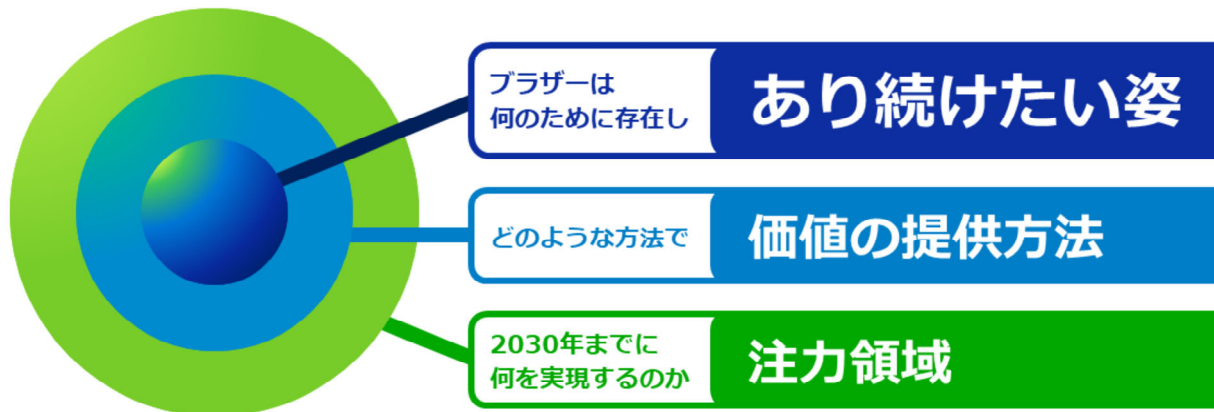 ブラザーは
何のために存在し
あり続けたい姿
どのような方法で
価値の提供方法
2030年までに
何を実現するのか
注力領域